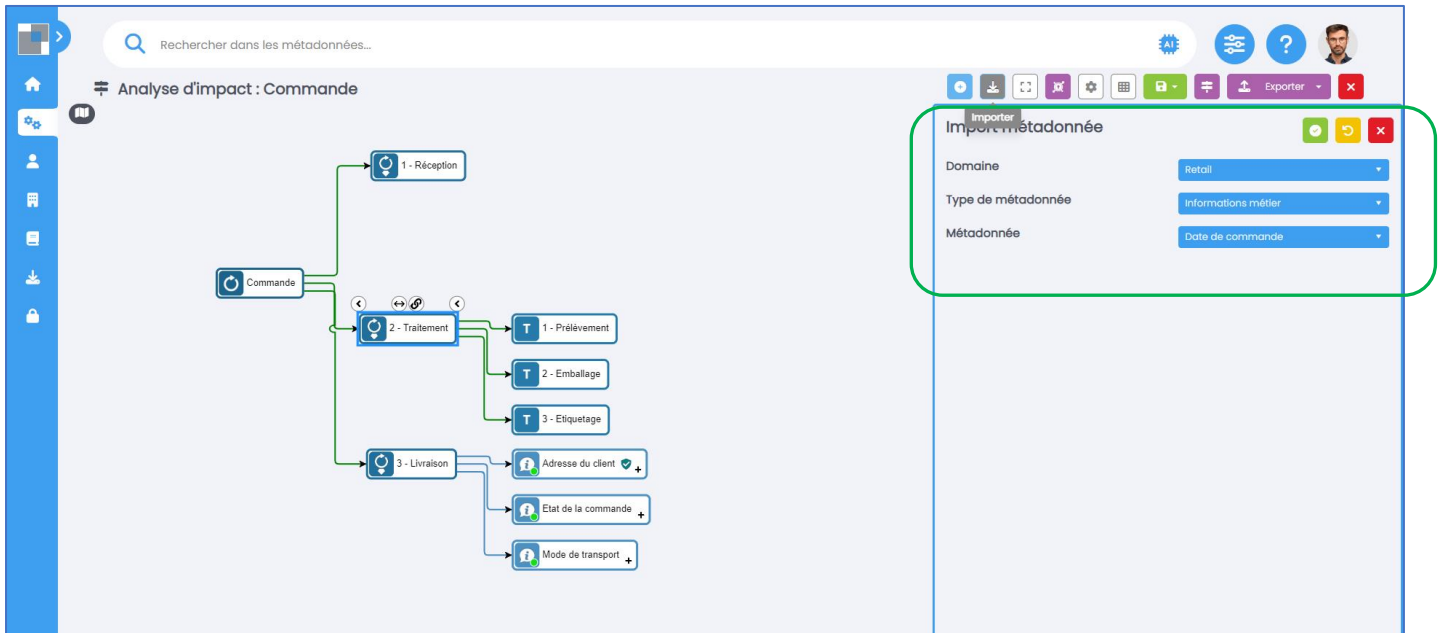 Rechercher dans les métadonnées...
AI
?
Analyse d'impact : Commande
Exporter
Importer
Import métadonnée
Domaine
Retail
Type de métadonnée
Informations métier
Métadonnée
Date de commande
1 - Réception
Commande
2 - Traitement
T 1 - Prélèvement
T 2 - Emballage
T 3 - Etiquetage
3 - Livraison
i Adresse du client +
i Etat de la commande +
i Mode de transport +